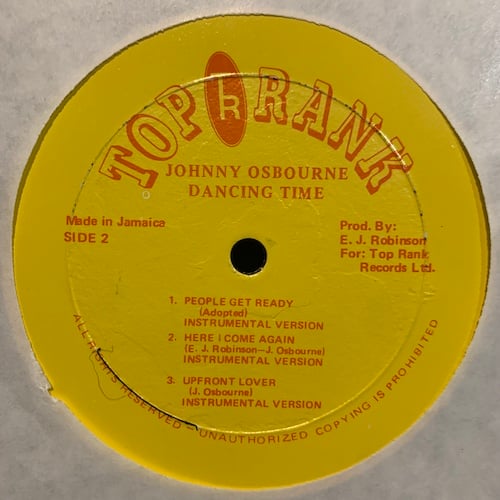 TOP R RANK
JOHNNY OSBOURNE
DANCING TIME
Made in Jamaica
SIDE 2
Prod. By:
E. J. Robinson
For: Top Rank
Records Ltd.
1. PEOPLE GET READY
(Adopted)
INSTRUMENTAL VERSION
2. HERE I COME AGAIN
(E. J. Robinson—J. Osbourne)
INSTRUMENTAL VERSION
3. UPFRONT LOVER
(J. Osbourne)
INSTRUMENTAL VERSION
ALL RIGHTS RESERVED — UNAUTHORIZED COPYING IS PROHIBITED